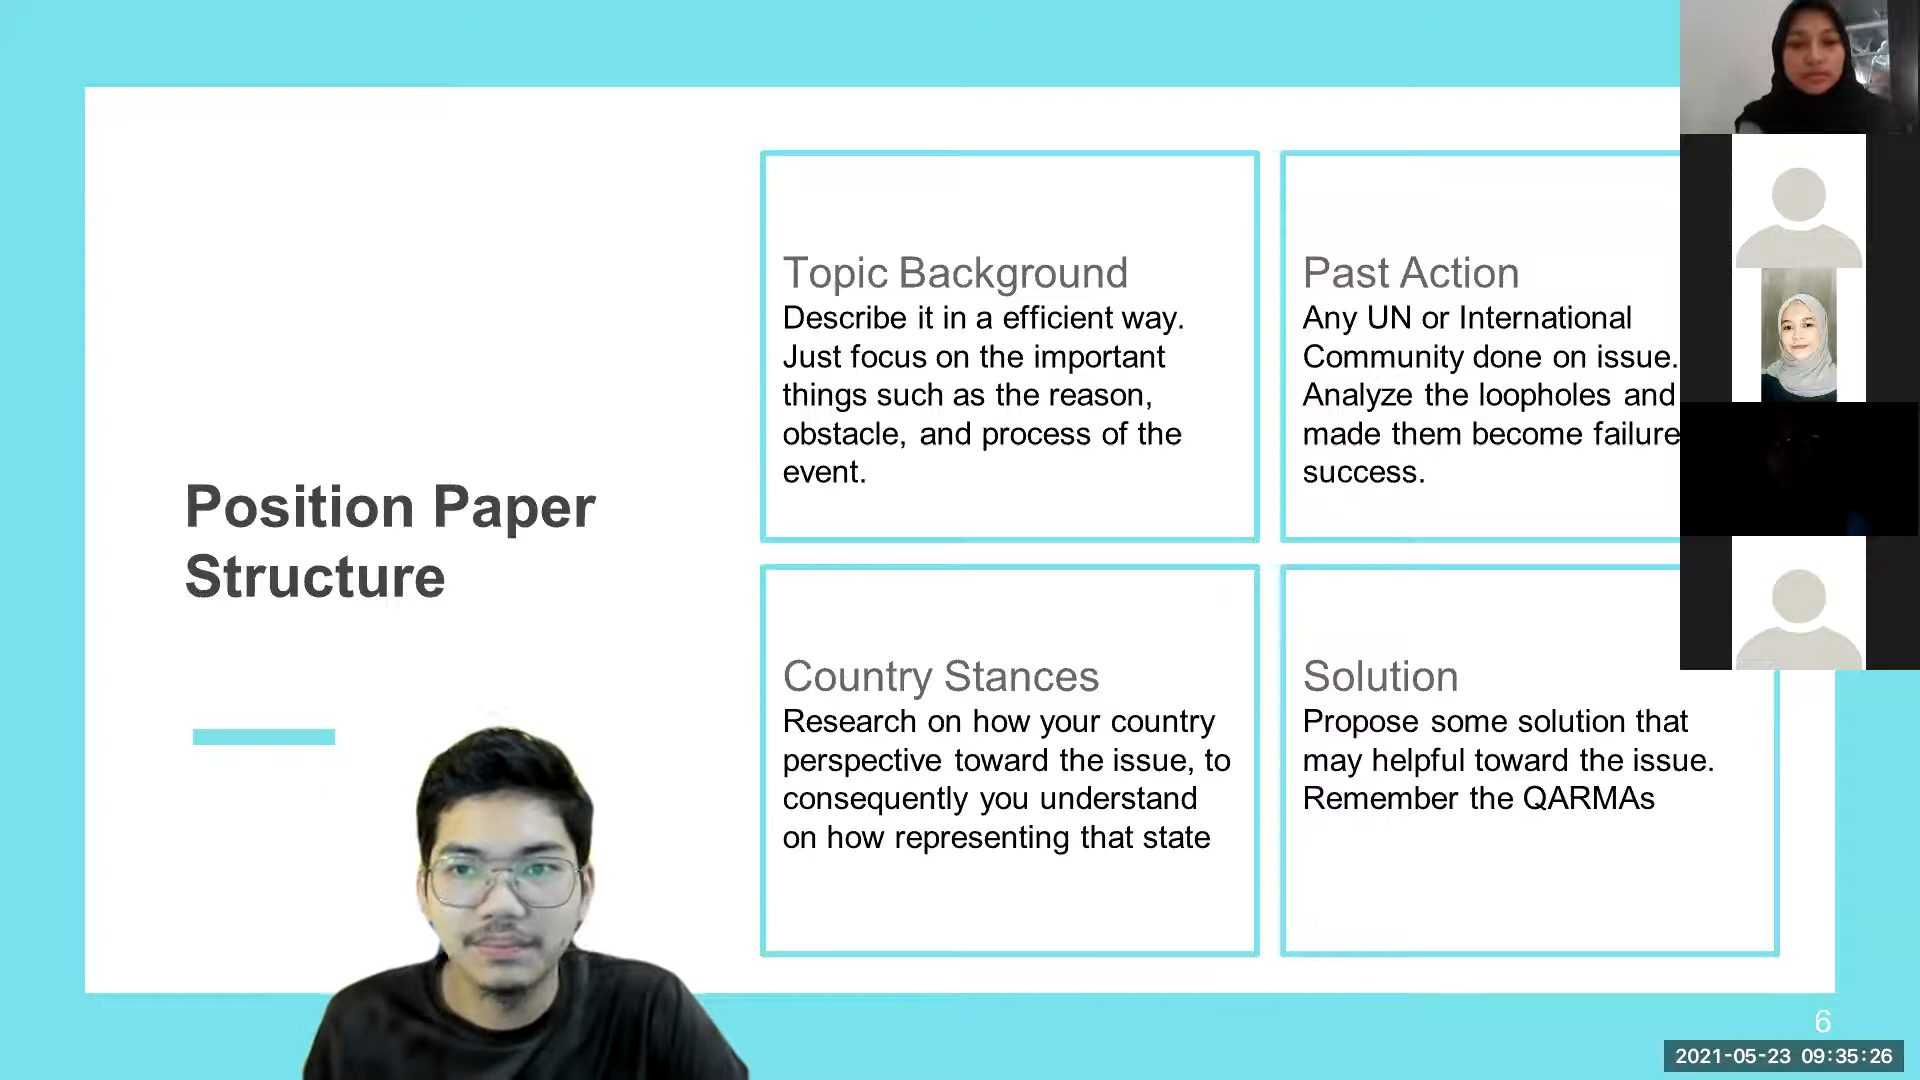 Position Paper
Structure
Topic Background
Describe it in a efficient way.
Just focus on the important
things such as the reason,
obstacle, and process of the
event.
Past Action
Any UN or International
Community done on issue.
Analyze the loopholes and
made them become failure
success.
Country Stances
Research on how your country
perspective toward the issue, to
consequently you understand
on how representing that state
Solution
Propose some solution that
may helpful toward the issue.
Remember the QARMAs
6
2021-05-23 09:35:26